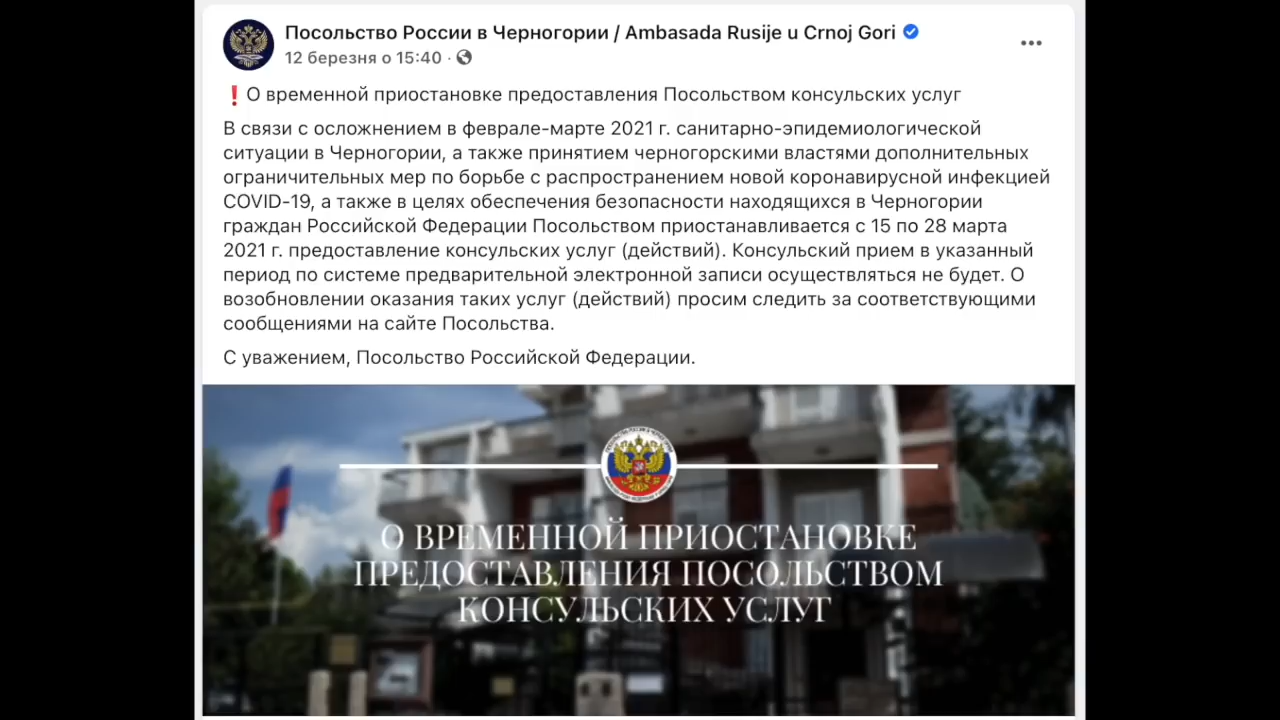 Посольство России в Черногории / Ambasada Rusije u Crnoj Gori
12 березня о 15:40 ·
❗О временной приостановке предоставления Посольством консульских услуг
В связи с осложнением в феврале-марте 2021 г. санитарно-эпидемиологической
ситуации в Черногории, а также принятием черногорскими властями дополнительных
ограничительных мер по борьбе с распространением новой коронавирусной инфекцией
COVID-19, а также в целях обеспечения безопасности находящихся в Черногории
граждан Российской Федерации Посольством приостанавливается с 15 по 28 марта
2021 г. предоставление консульских услуг (действий). Консульский прием в указанный
период по системе предварительной электронной записи осуществляться не будет. О
возобновлении оказания таких услуг (действий) просим следить за соответствующими
сообщениями на сайте Посольства.
С уважением, Посольство Российской Федерации.
О ВРЕМЕННОЙ ПРИОСТАНОВКЕ
ПРЕДОСТАВЛЕНИЯ ПОСОЛЬСТВОМ
КОНСУЛЬСКИХ УСЛУГ